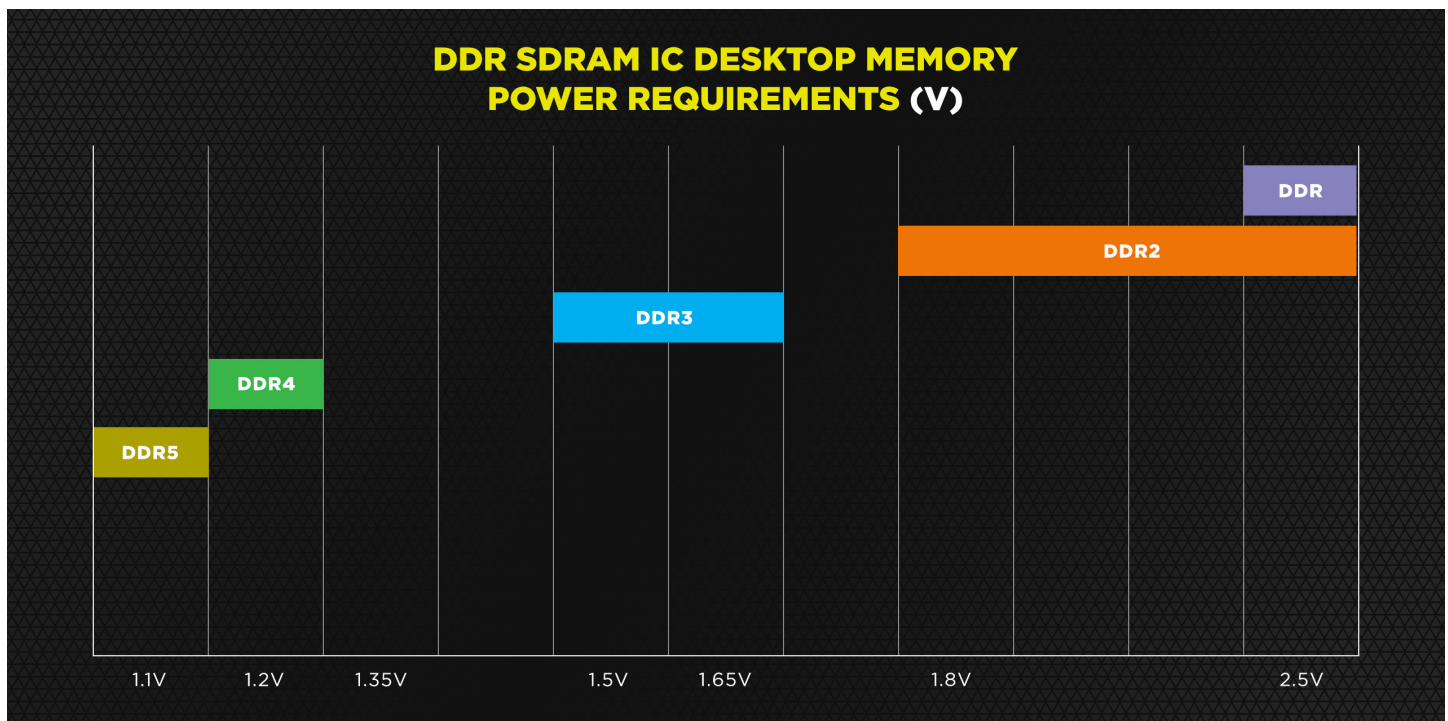 DDR SDRAM IC DESKTOP MEMORY
POWER REQUIREMENTS (V)
DDR
DDR2
DDR3
DDR4
DDR5
1.1V 1.2V 1.35V 1.5V 1.65V 1.8V 2.5V